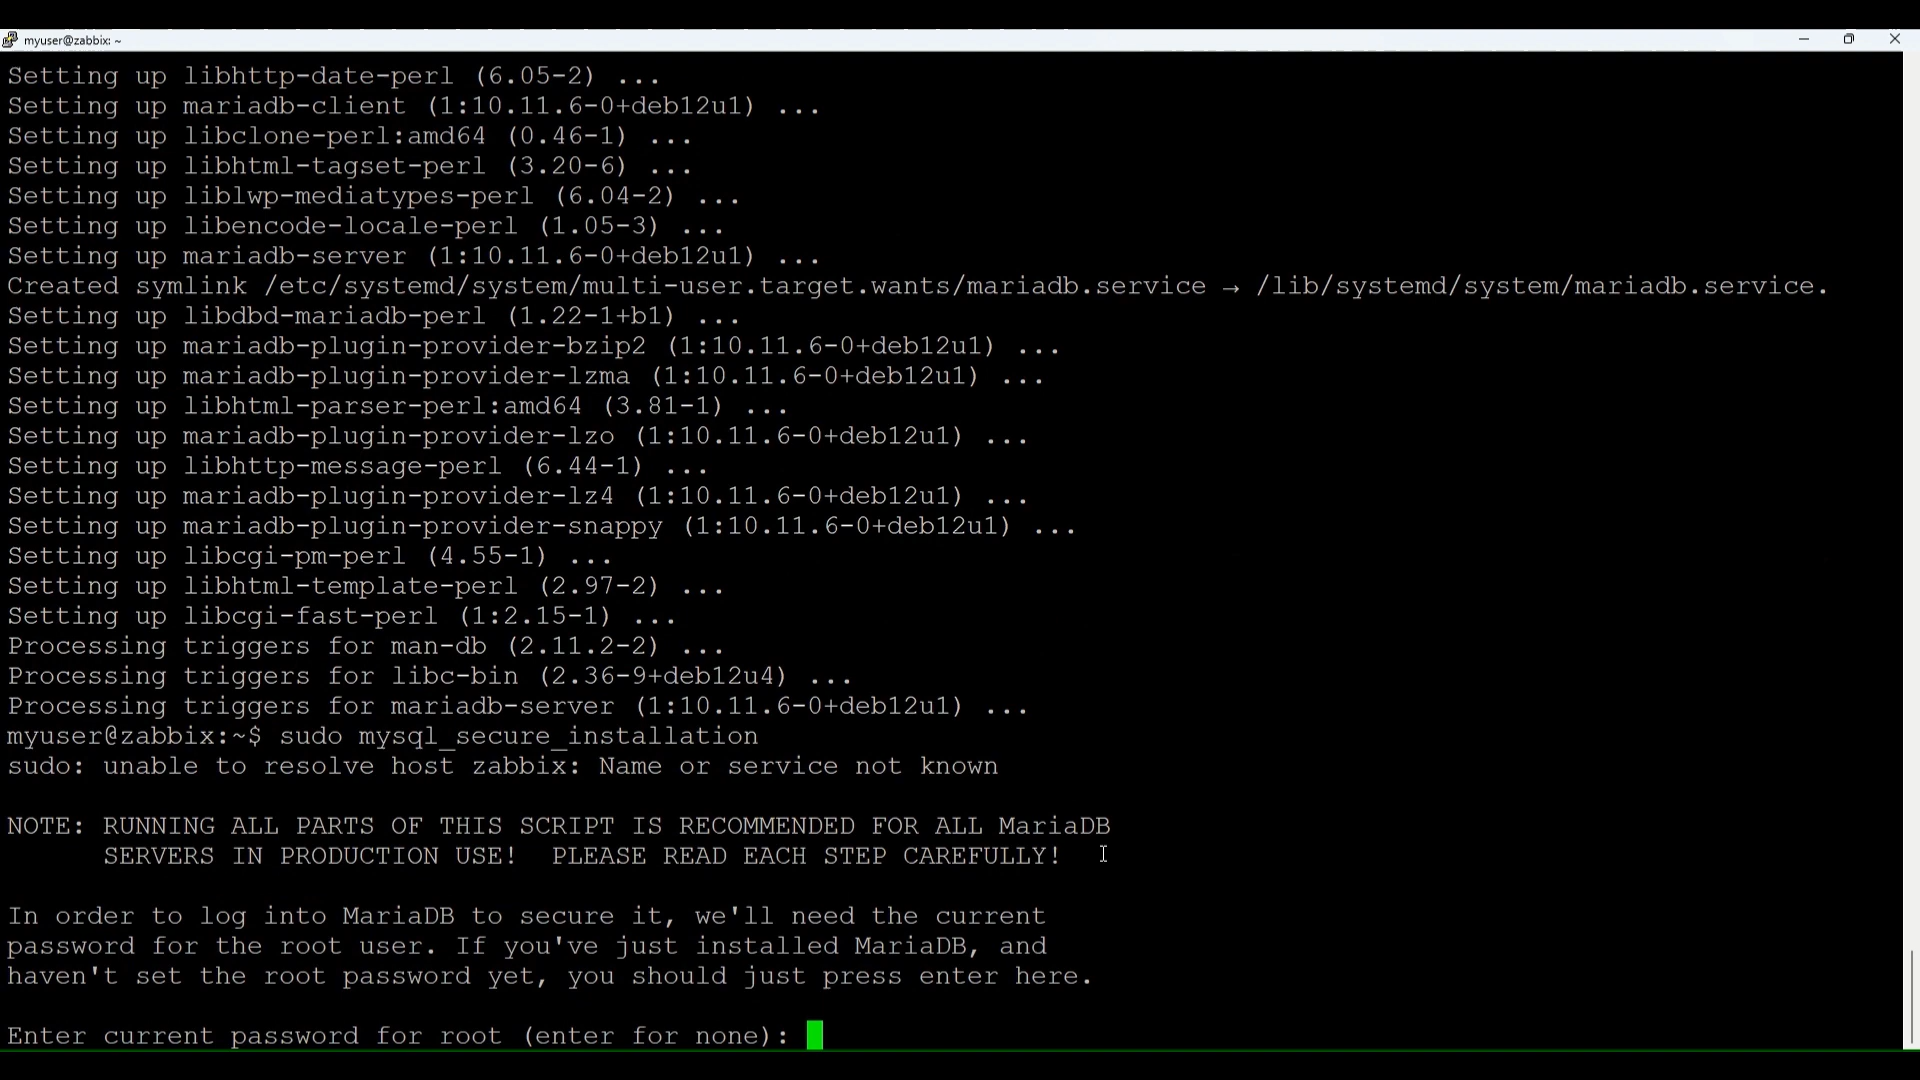 myuser@zabbix: ~
Setting up libhttp-date-perl (6.05-2) ...
Setting up mariadb-client (1:10.11.6-0+deb12u1) ...
Setting up libclone-perl:amd64 (0.46-1) ...
Setting up libhtml-tagset-perl (3.20-6) ...
Setting up liblwp-mediatypes-perl (6.04-2) ...
Setting up libencode-locale-perl (1.05-3) ...
Setting up mariadb-server (1:10.11.6-0+deb12u1) ...
Created symlink /etc/systemd/system/multi-user.target.wants/mariadb.service → /lib/systemd/system/mariadb.service.
Setting up libdbd-mariadb-perl (1.22-1+b1) ...
Setting up mariadb-plugin-provider-bzip2 (1:10.11.6-0+deb12u1) ...
Setting up mariadb-plugin-provider-lzma (1:10.11.6-0+deb12u1) ...
Setting up libhtml-parser-perl:amd64 (3.81-1) ...
Setting up mariadb-plugin-provider-lzo (1:10.11.6-0+deb12u1) ...
Setting up libhttp-message-perl (6.44-1) ...
Setting up mariadb-plugin-provider-lz4 (1:10.11.6-0+deb12u1) ...
Setting up mariadb-plugin-provider-snappy (1:10.11.6-0+deb12u1) ...
Setting up libcgi-pm-perl (4.55-1) ...
Setting up libhtml-template-perl (2.97-2) ...
Setting up libcgi-fast-perl (1:2.15-1) ...
Processing triggers for man-db (2.11.2-2) ...
Processing triggers for libc-bin (2.36-9+deb12u4) ...
Processing triggers for mariadb-server (1:10.11.6-0+deb12u1) ...
myuser@zabbix:~$ sudo mysql_secure_installation
sudo: unable to resolve host zabbix: Name or service not known
NOTE: RUNNING ALL PARTS OF THIS SCRIPT IS RECOMMENDED FOR ALL MariaDB
SERVERS IN PRODUCTION USE!  PLEASE READ EACH STEP CAREFULLY!
In order to log into MariaDB to secure it, we'll need the current
password for the root user. If you've just installed MariaDB, and
haven't set the root password yet, you should just press enter here.
Enter current password for root (enter for none):